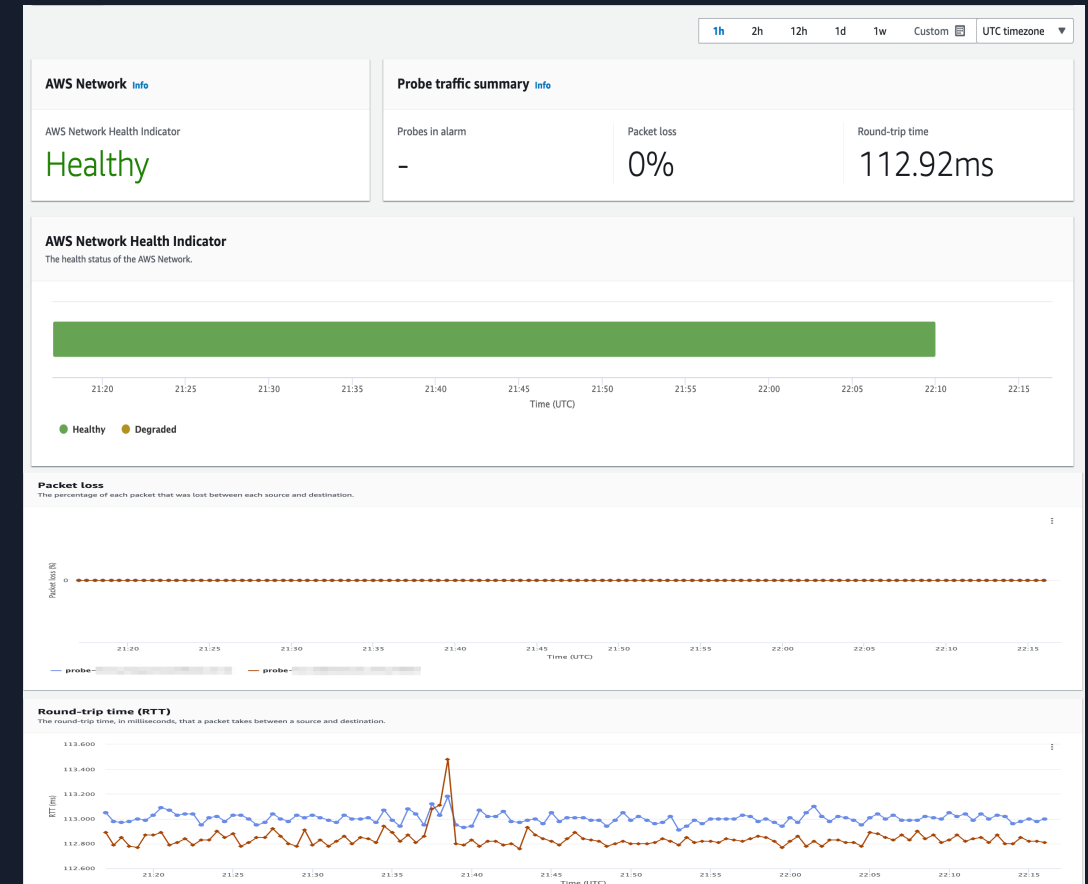 1h 2h 12h 1d 1w Custom UTC timezone
AWS Network Info
AWS Network Health Indicator
Healthy
Probe traffic summary Info
Probes in alarm
-
Packet loss
0%
Round-trip time
112.92ms
AWS Network Health Indicator
The health status of the AWS Network.
21:20 21:25 21:30 21:35 21:40 21:45 21:50 21:55 22:00 22:05 22:10 22:15
Time (UTC)
Healthy Degraded
Packet loss
The percentage of each packet that was lost between each source and destination.
Packet loss (%)
0
21:20 21:25 21:30 21:35 21:40 21:45 21:50 21:55 22:00 22:05 22:10 22:15
Time (UTC)
probe- probe-
Round-trip time (RTT)
The round-trip time, in milliseconds, that a packet takes between a source and destination.
RTT (ms)
113.600
113.400
113.200
113.000
112.800
112.600
21:20 21:25 21:30 21:35 21:40 21:45 21:50 21:55 22:00 22:05 22:10 22:15
Time (UTC)